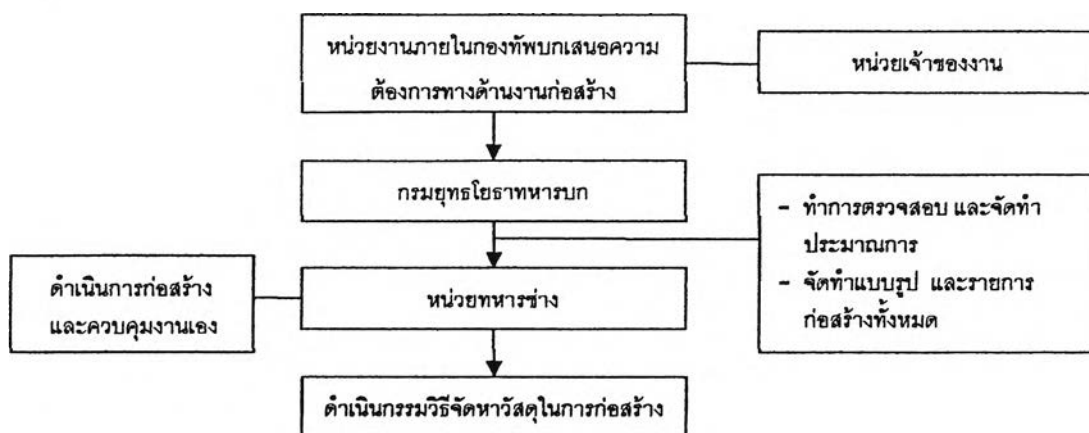 หน่วยงานภายในกองทัพบกเสนอความ
ต้องการทางด้านงานก่อสร้าง
หน่วยเจ้าของงาน
กรมยุทธโยธาทหารบก
- ทำการตรวจสอบ และจัดทำ
ประมาณการ
- จัดทำแบบรูป และรายการ
ก่อสร้างทั้งหมด
ดำเนินการก่อสร้าง
และควบคุมงานเอง
หน่วยทหารช่าง
ดำเนินกรรมวิธีจัดหาวัสดุในการก่อสร้าง